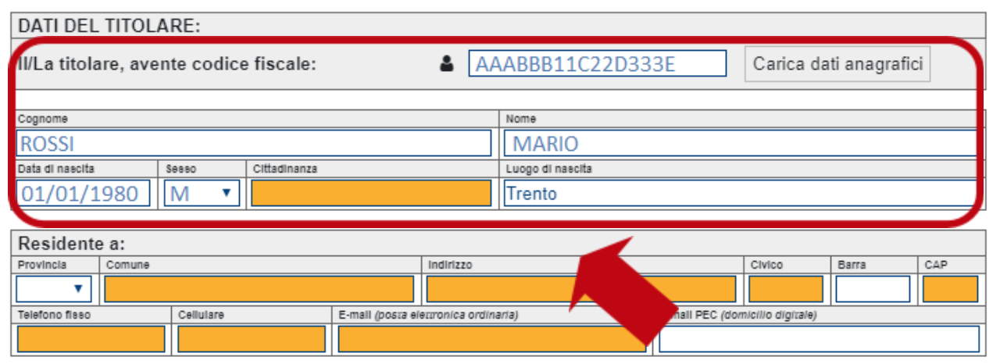 DATI DEL TITOLARE:
Il/La titolare, avente codice fiscale: AAABBB11C22D333E Carica dati anagrafici
Cognome Nome
ROSSI MARIO
Data di nascita Sesso Cittadinanza Luogo di nascita
01/01/1980 M Trento
Residente a:
Provincia Comune Indirizzo Civico Barra CAP
Telefono fisso Cellulare E-mail (posta elettronica ordinaria) mail PEC (domicilio digitale)